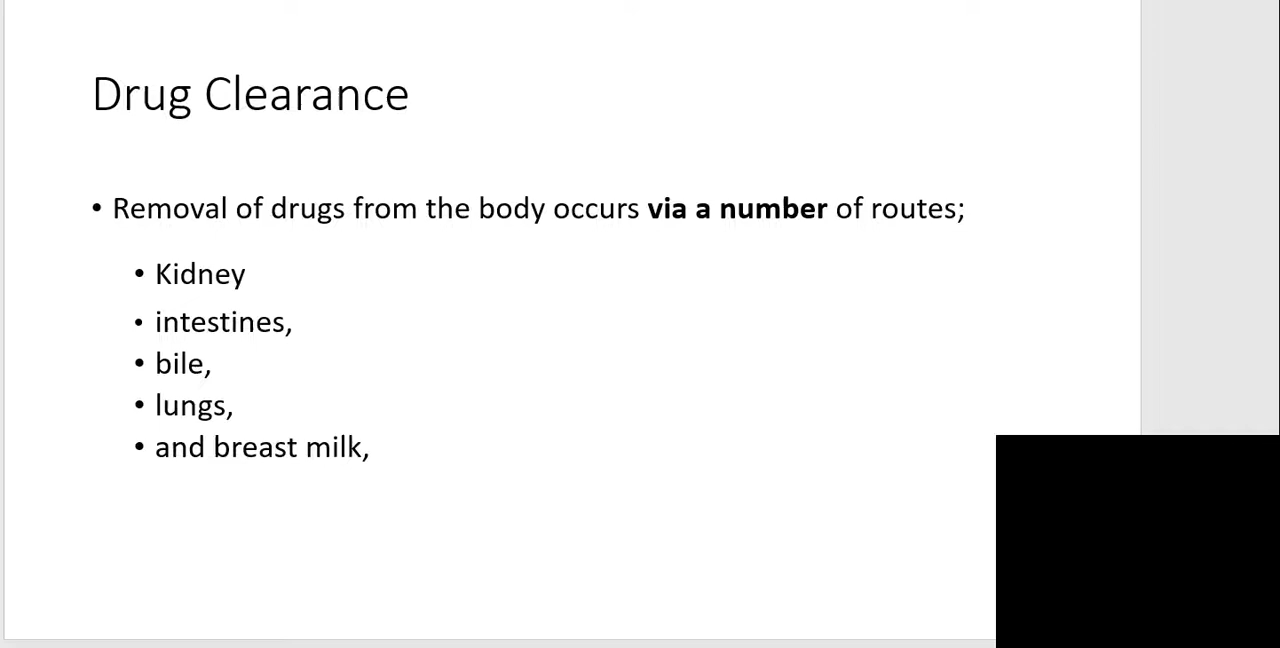 Drug Clearance
• Removal of drugs from the body occurs via a number of routes;
• Kidney
• intestines,
• bile,
• lungs,
• and breast milk,